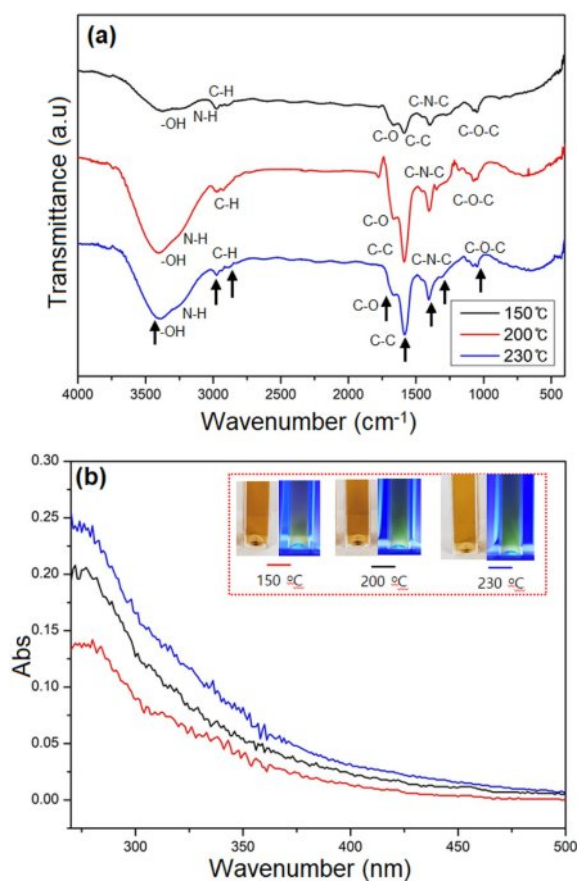 (a)
Transmittance (a.u)
C-H
-OH
N-H
C-O
C-N-C
C-C
C-O-C
C-H
N-H
-OH
C-O
C-C
C-N-C
C-O-C
C-H
N-H
-OH
C-O
C-C
C-N-C
C-O-C
150℃
200℃
230℃
4000 3500 3000 2500 2000 1500 1000 500
Wavenumber (cm⁻¹)
(b)
0.30
0.25
0.20
0.15
0.10
0.05
0.00
Abs
150 ºC
200 ºC
230 ºC
300 350 400 450 500
Wavenumber (nm)